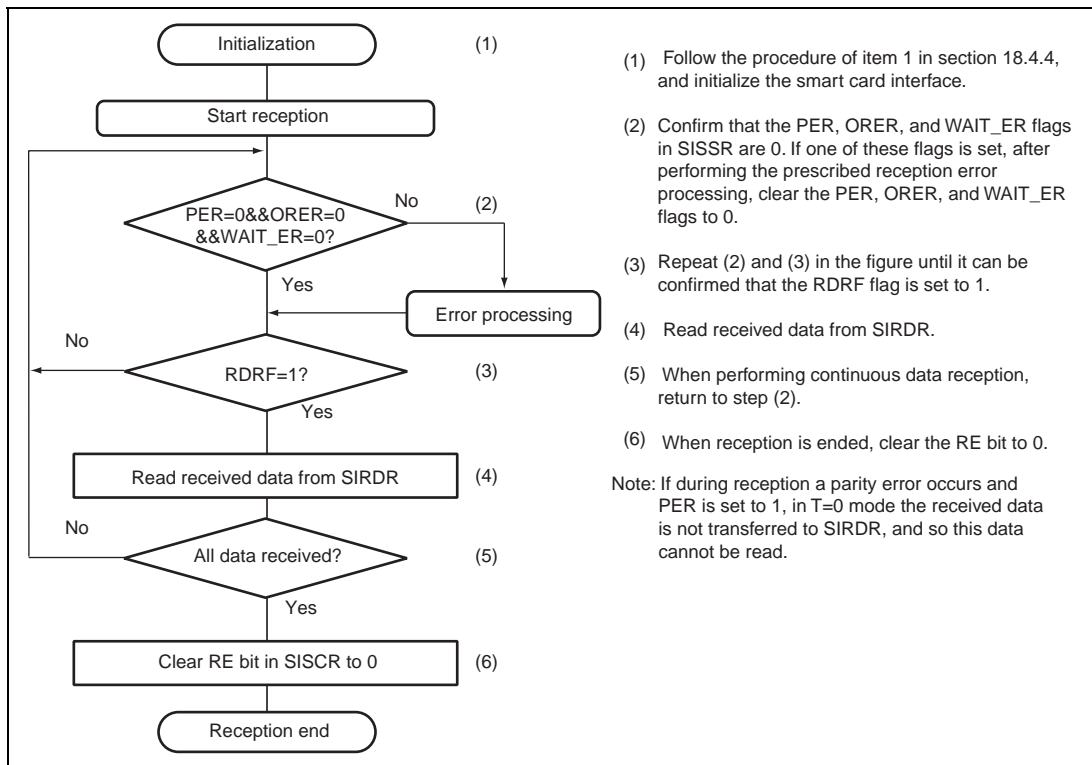 Initialization
(1)
Start reception
No
PER=0&&ORER=0
&&WAIT_ER=0?
(2)
Yes
Error processing
No
RDRF=1?
(3)
Yes
Read received data from SIRDR
(4)
No
All data received?
(5)
Yes
Clear RE bit in SISCR to 0
(6)
Reception end
(1) Follow the procedure of item 1 in section 18.4.4,
and initialize the smart card interface.
(2) Confirm that the PER, ORER, and WAIT_ER flags
in SISSR are 0. If one of these flags is set, after
performing the prescribed reception error
processing, clear the PER, ORER, and WAIT_ER
flags to 0.
(3) Repeat (2) and (3) in the figure until it can be
confirmed that the RDRF flag is set to 1.
(4) Read received data from SIRDR.
(5) When performing continuous data reception,
return to step (2).
(6) When reception is ended, clear the RE bit to 0.
Note: If during reception a parity error occurs and
PER is set to 1, in T=0 mode the received data
is not transferred to SIRDR, and so this data
cannot be read.